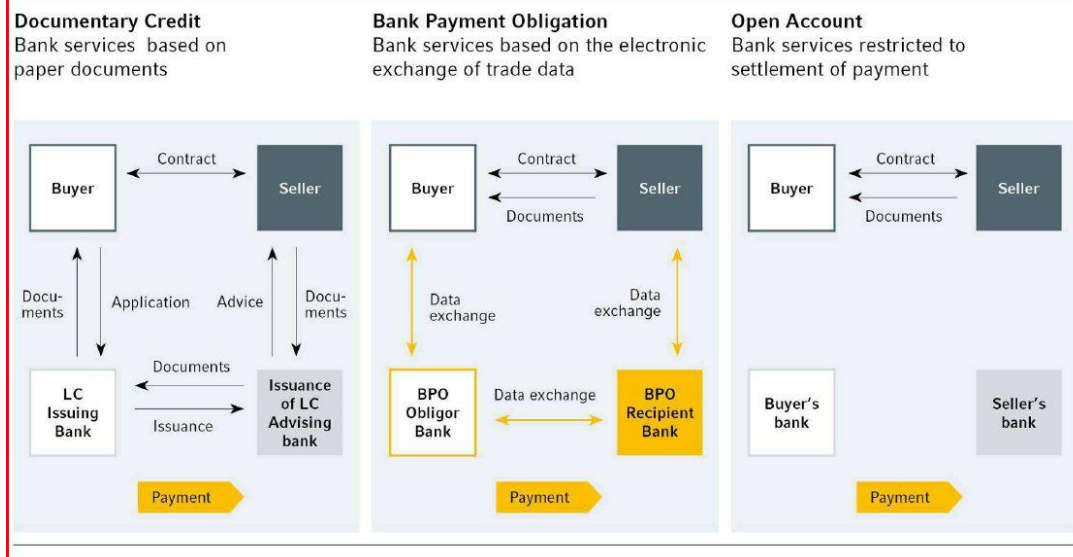 Documentary Credit
Bank services based on
paper documents
Buyer
Contract
Seller
Docu-
ments
Application
Advice
Docu-
ments
LC
Issuing
Bank
Documents
Issuance
Issuance
of LC
Advising
bank
Payment
Bank Payment Obligation
Bank services based on the electronic
exchange of trade data
Buyer
Contract
Documents
Seller
Data
exchange
Data
exchange
BPO
Obligor
Bank
Data exchange
BPO
Recipient
Bank
Payment
Open Account
Bank services restricted to
settlement of payment
Buyer
Contract
Documents
Seller
Buyer's
bank
Seller's
bank
Payment